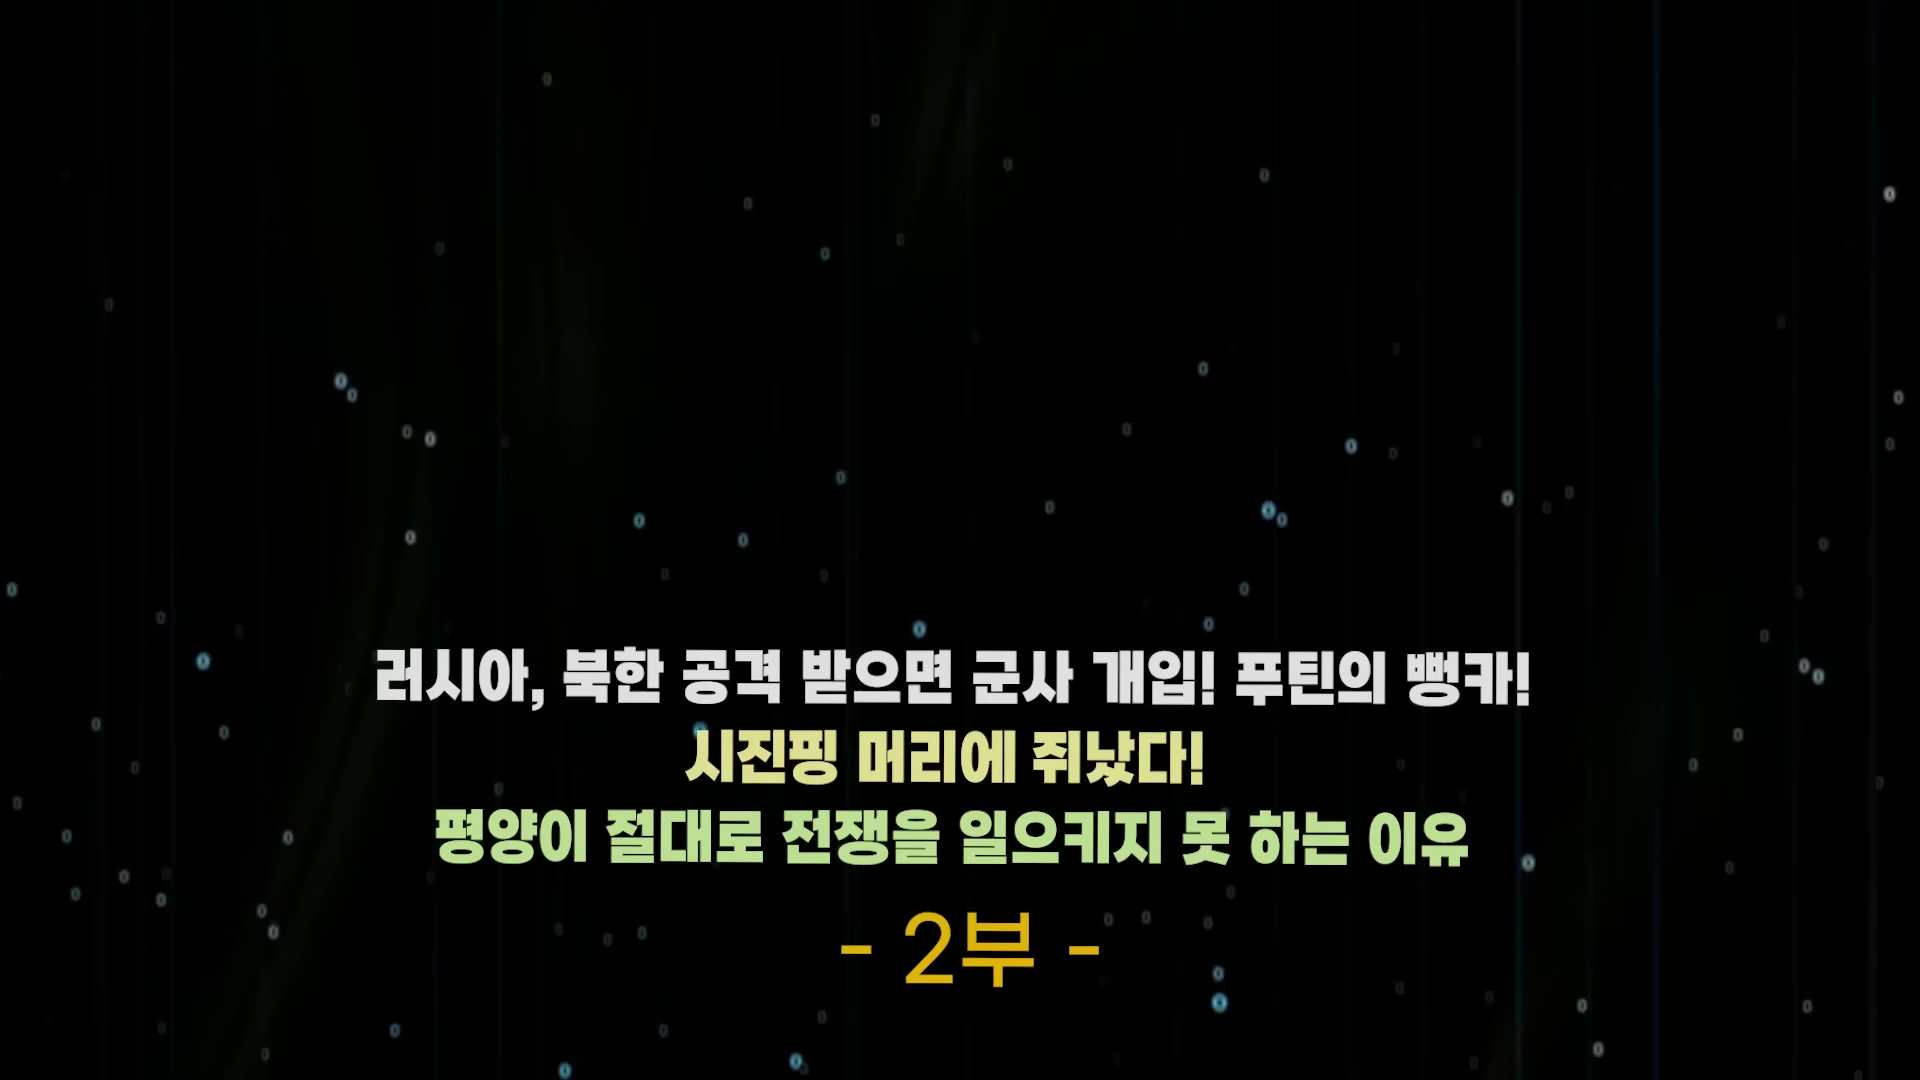 러시아, 북한 공격 받으면 군사 개입! 푸틴의 뻥카!
시진핑 머리에 쥐났다!
평양이 절대로 전쟁을 일으키지 못 하는 이유
- 2부 -